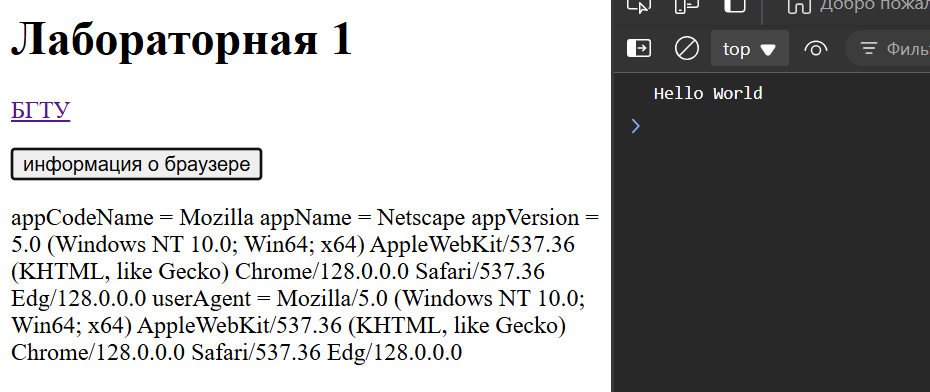 Лабораторная 1
БГТУ
информация о браузере
appCodeName = Mozilla appName = Netscape appVersion =
5.0 (Windows NT 10.0; Win64; x64) AppleWebKit/537.36
(KHTML, like Gecko) Chrome/128.0.0.0 Safari/537.36
Edg/128.0.0.0 userAgent = Mozilla/5.0 (Windows NT 10.0;
Win64; x64) AppleWebKit/537.36 (KHTML, like Gecko)
Chrome/128.0.0.0 Safari/537.36 Edg/128.0.0.0
Добро пожал
top
Фильт
Hello World